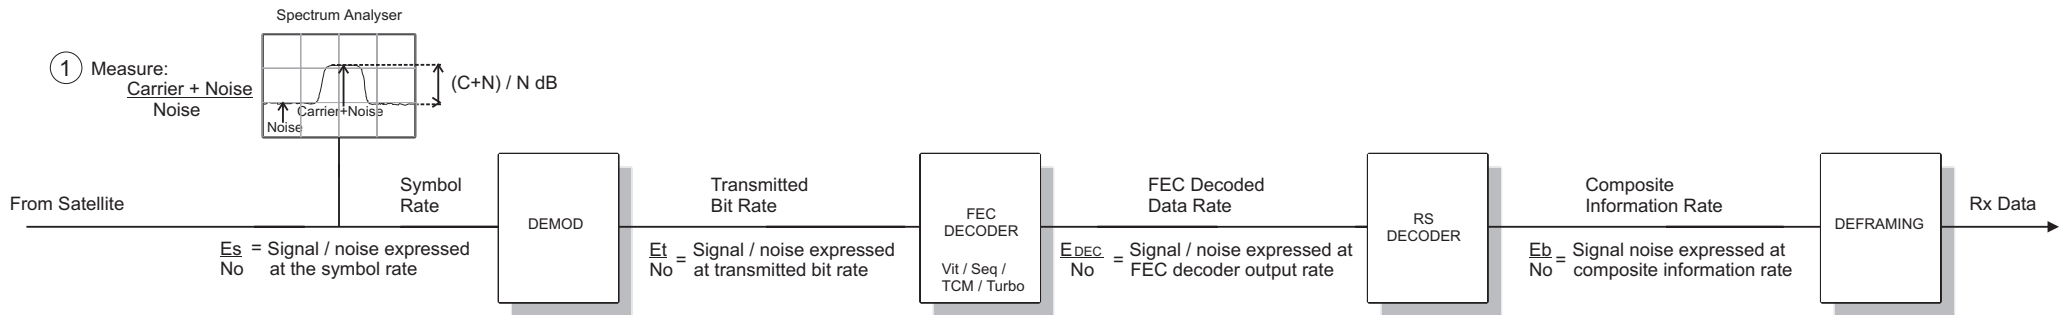 Spectrum Analyser
1 Measure:
Carrier + Noise
Noise
(C+N) / N dB
Carrier+Noise
Noise
From Satellite
Symbol
Rate
Es = Signal / noise expressed
No at the symbol rate
DEMOD
Transmitted
Bit Rate
Et = Signal / noise expressed
No at transmitted bit rate
FEC
DECODER
Vit / Seq /
TCM / Turbo
FEC Decoded
Data Rate
EDEC = Signal / noise expressed at
No FEC decoder output rate
RS
DECODER
Composite
Information Rate
Eb = Signal noise expressed at
No composite information rate
DEFRAMING
Rx Data